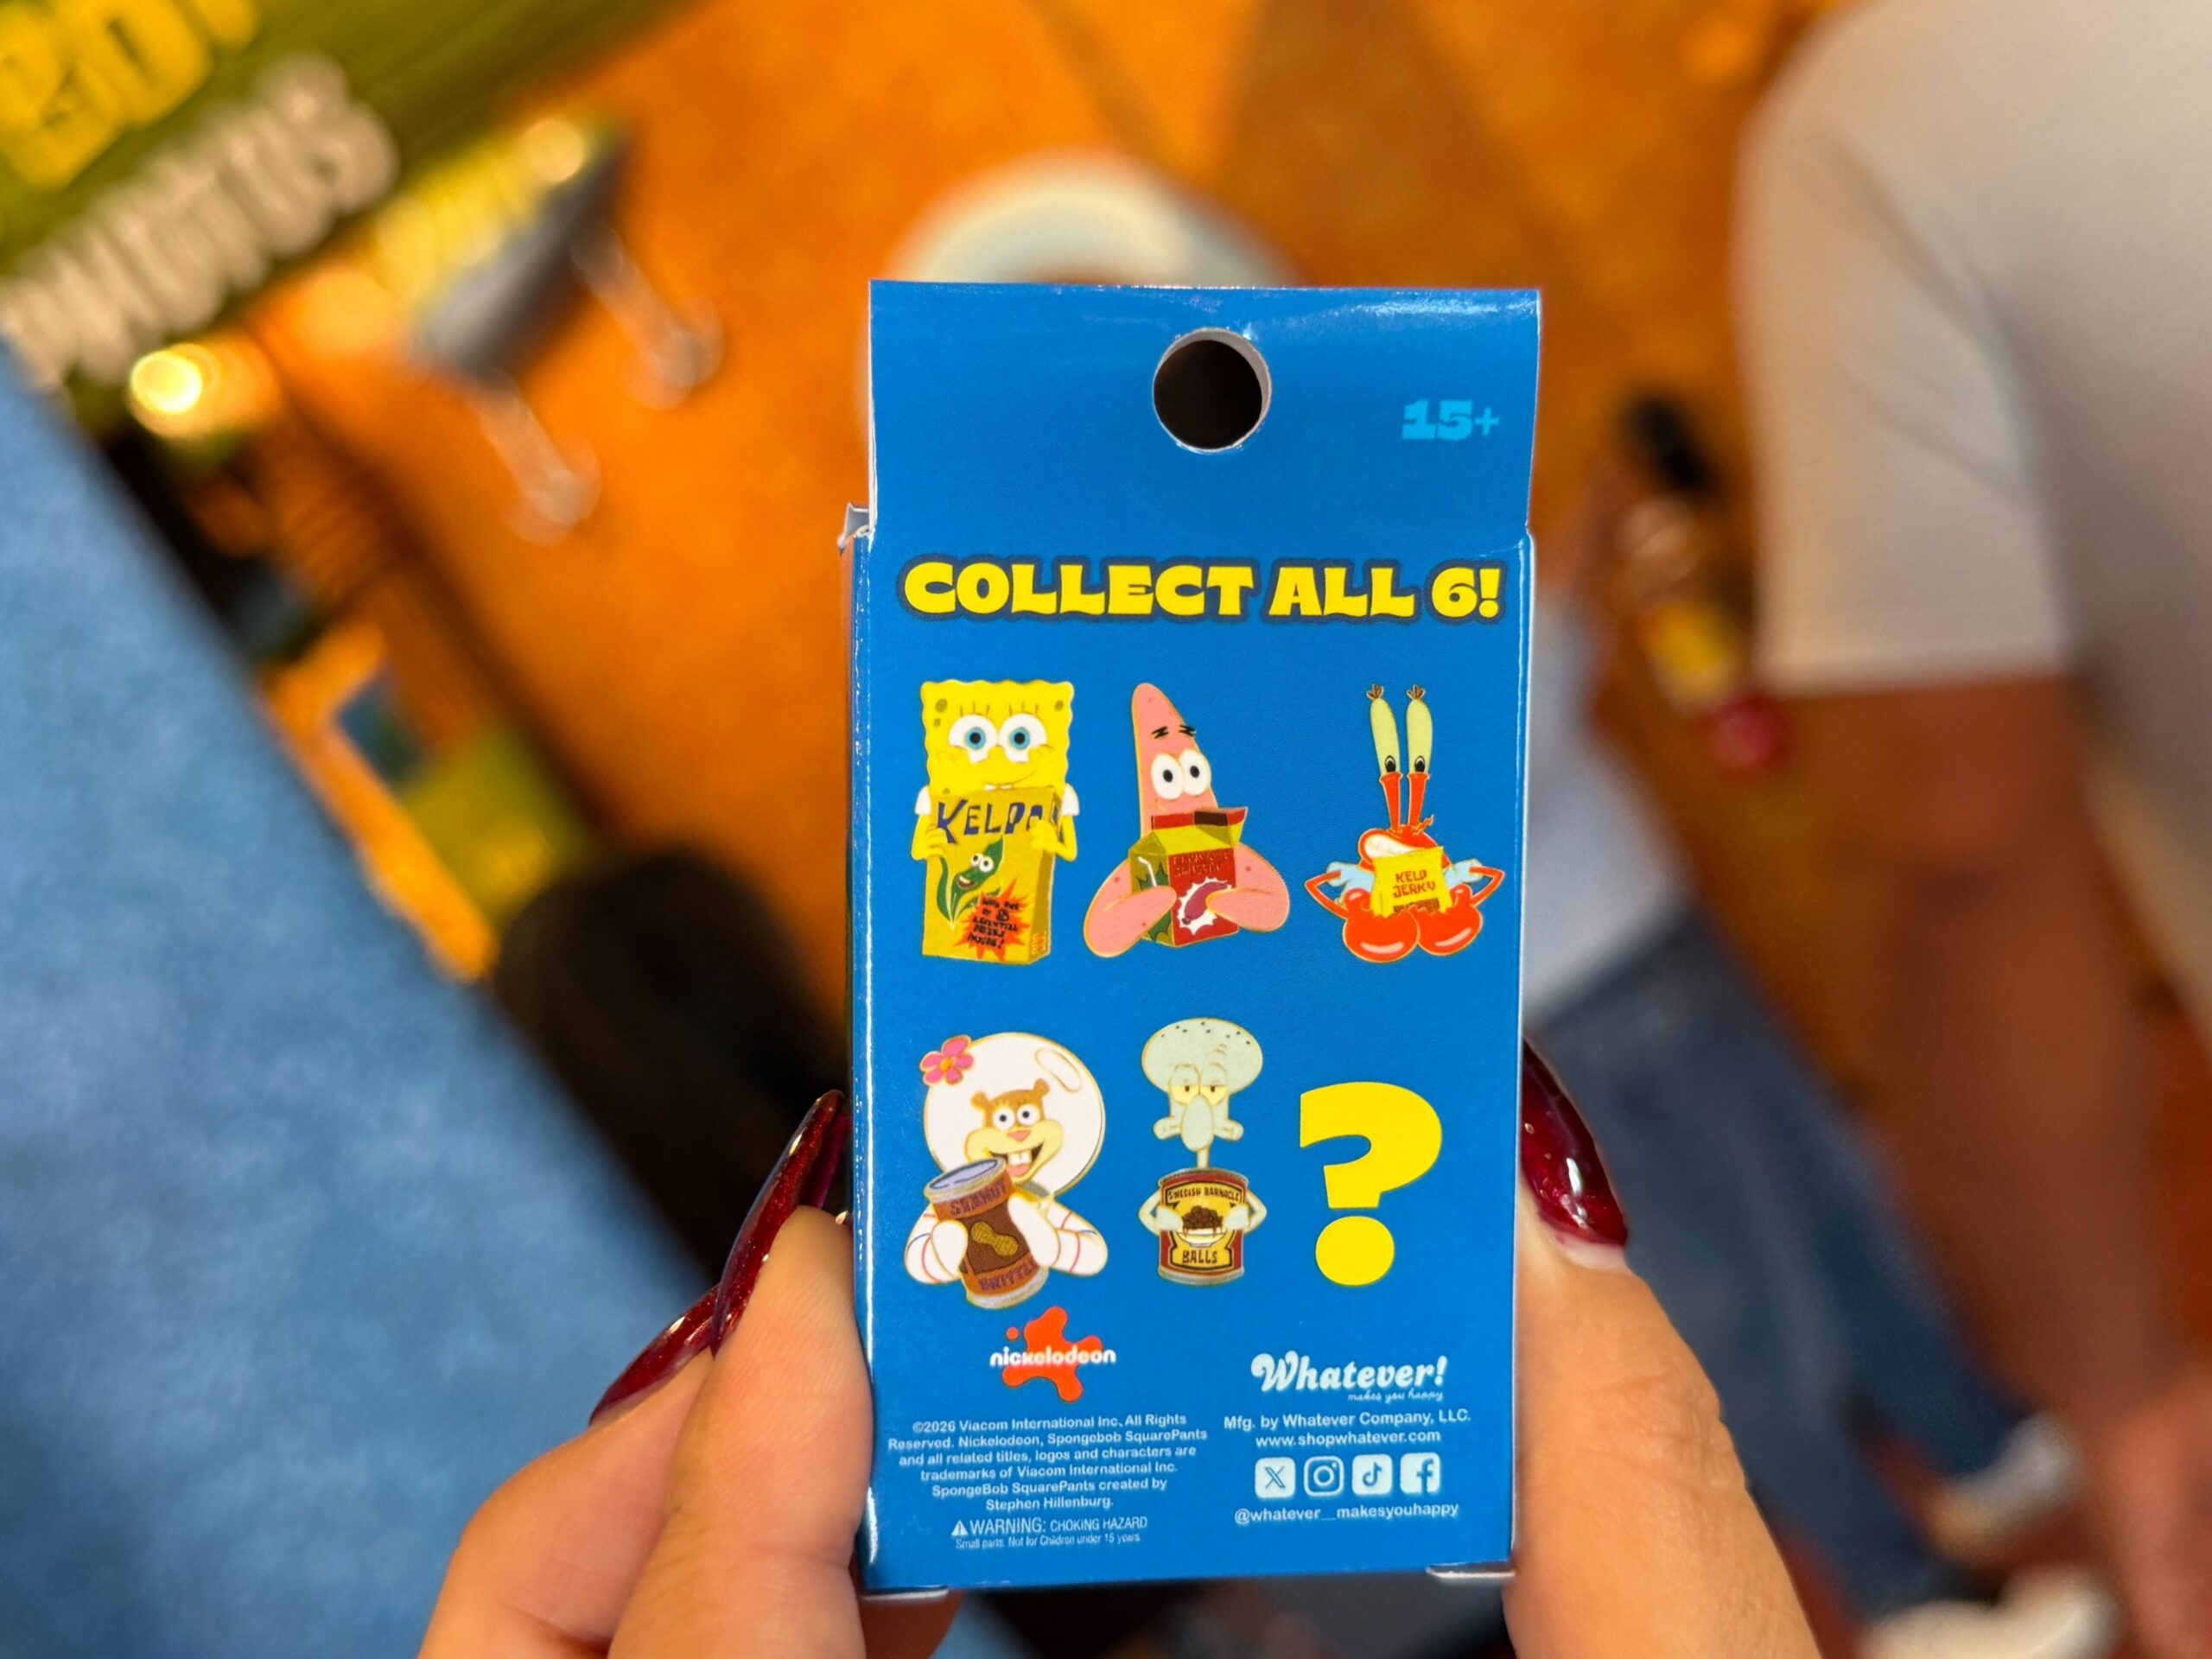 15+
COLLECT ALL 6!
KELPO
KELP
JERKY
SEANUT
BRITTLE
SWEDISH BARNACLE
BALLS
?
nickelodeon
©2026 Viacom International Inc, All Rights
Reserved. Nickelodeon, Spongebob SquarePants
and all related titles, logos and characters are
trademarks of Viacom International Inc.
SpongeBob SquarePants created by
Stephen Hillenburg.
WARNING: CHOKING HAZARD
Small parts. Not for Children under 15 years.
Whatever!
makes you happy
Mfg. by Whatever Company, LLC.
www.shopwhatever.com
@whatever__makesyouhappy